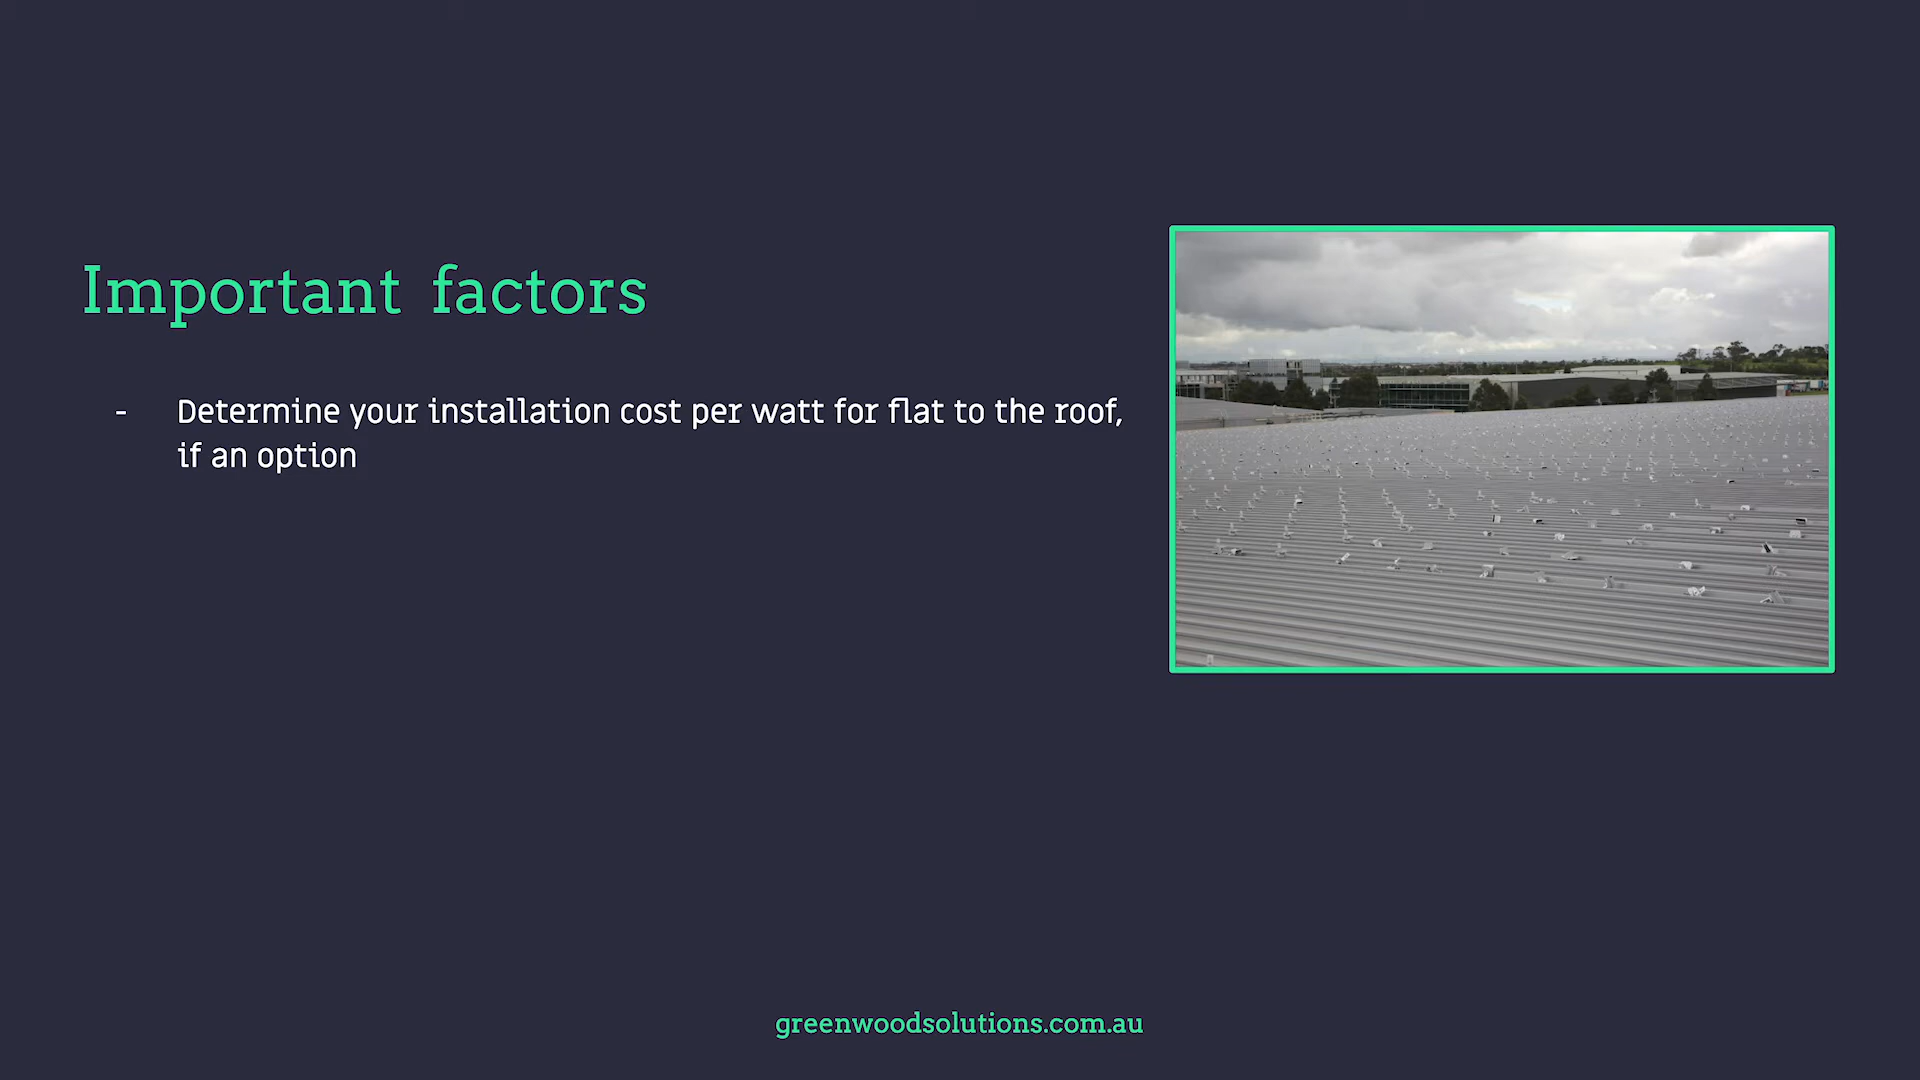 Important factors
- Determine your installation cost per watt for flat to the roof,
if an option
greenwoodsolutions.com.au